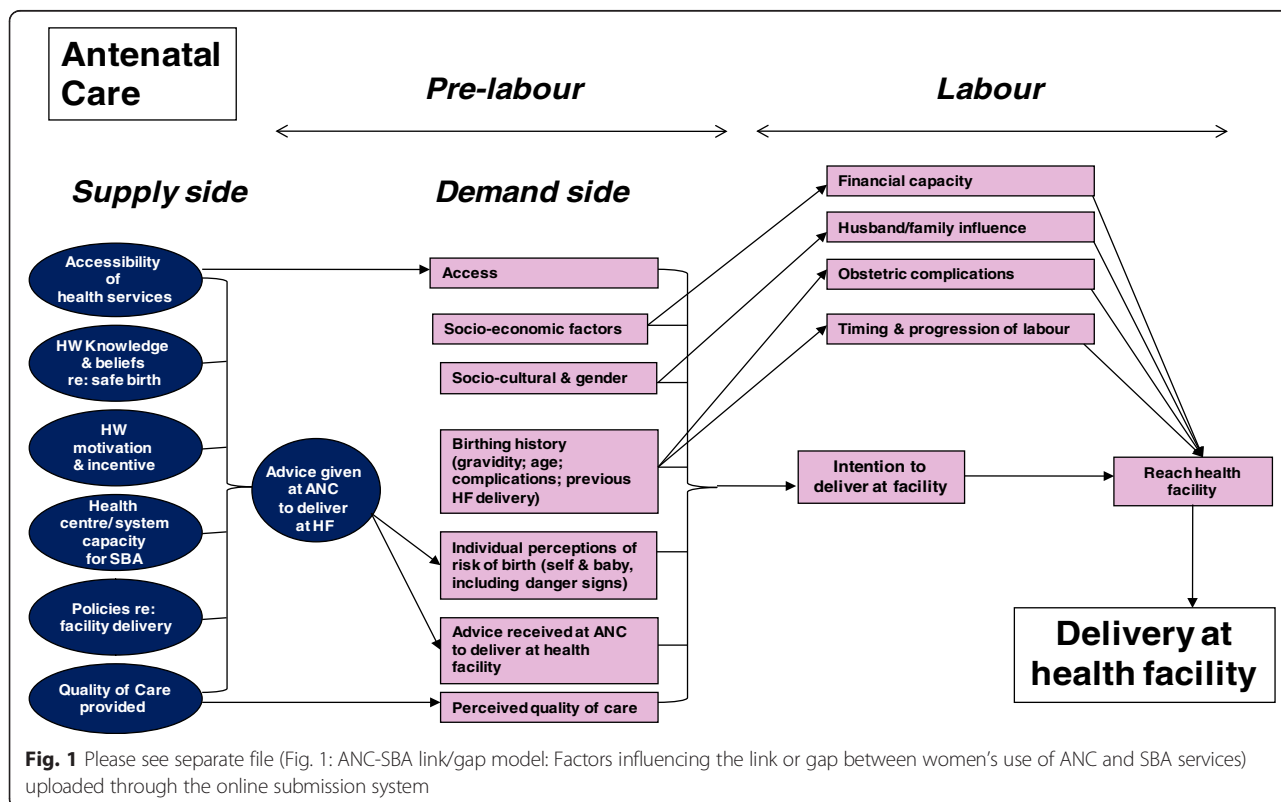 Antenatal
Care
Pre-labour
Labour
Supply side
Demand side
Accessibility
of
health services
HW Knowledge
& beliefs
re: safe birth
HW
motivation
& incentive
Health
centre/ system
capacity
for SBA
Policies re:
facility delivery
Quality of Care
provided
Advice given
at ANC
to deliver
at HF
Access
Socio-economic factors
Socio-cultural & gender
Birthing history
(gravidity; age;
complications; previous
HF delivery)
Individual perceptions of
risk of birth (self & baby,
including danger signs)
Advice received at ANC
to deliver at health
facility
Perceived quality of care
Financial capacity
Husband/family influence
Obstetric complications
Timing & progression of labour
Intention to
deliver at facility
Reach health
facility
Delivery at
health facility
Fig. 1 Please see separate file (Fig. 1: ANC-SBA link/gap model: Factors influencing the link or gap between women's use of ANC and SBA services)
uploaded through the online submission system